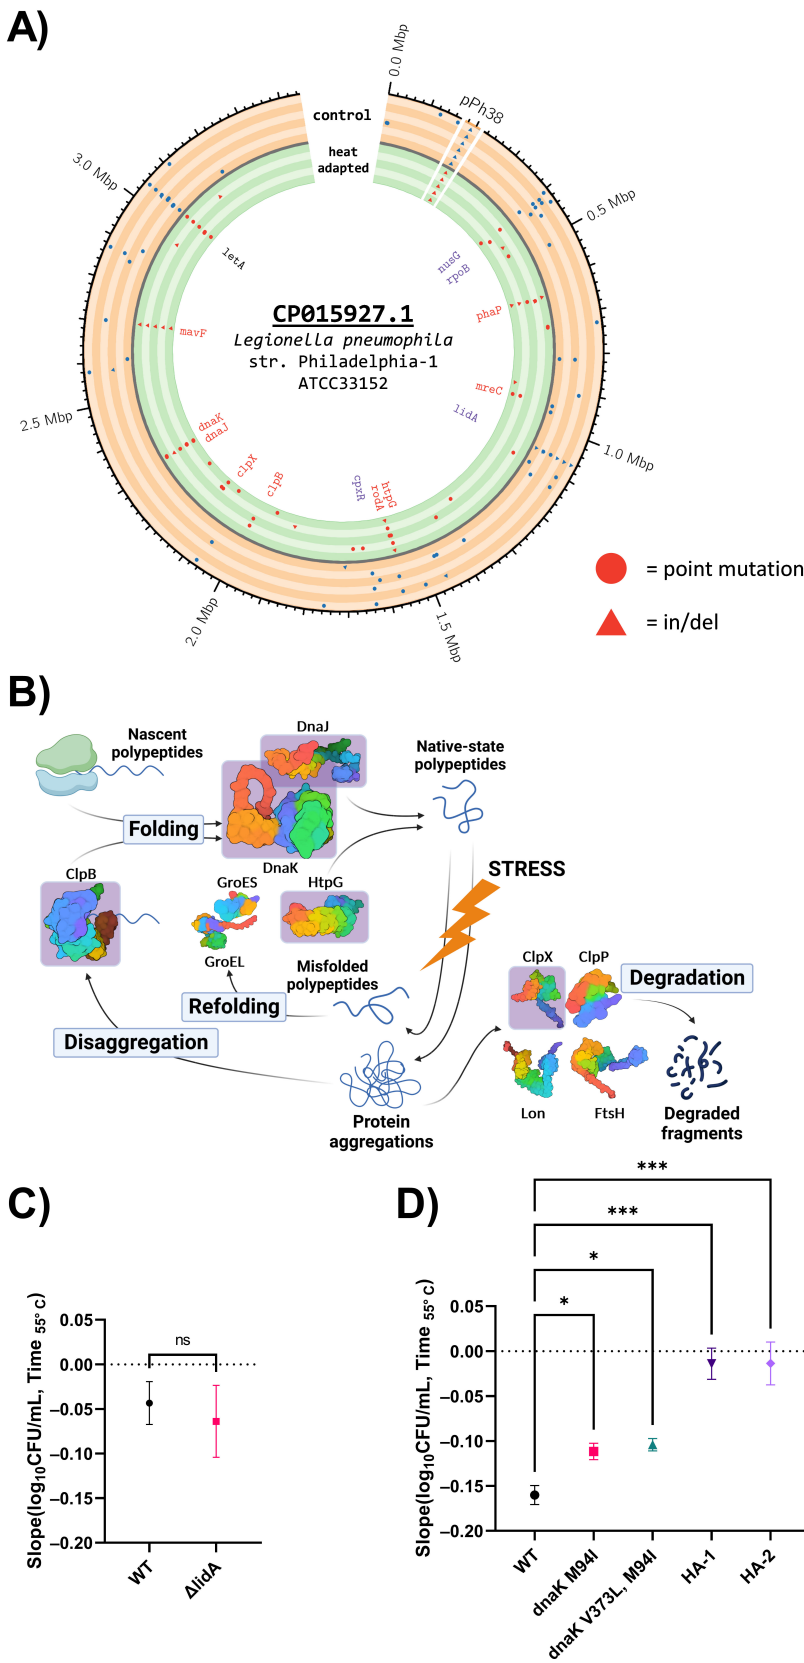 A)
0.0 Mbp
pPh38
control
heat
adapted
3.0 Mbp
0.5 Mbp
letA
nusG
rpoB
CP015927.1
Legionella pneumophila
str. Philadelphia-1
ATCC33152
phaP
mavF
mreC
lidA
2.5 Mbp
dnaK
dnaJ
1.0 Mbp
clpX
clpB
cpxR
htpG
rodA
2.0 Mbp
1.5 Mbp
= point mutation
= in/del
B)
Nascent
polypeptides
DnaJ
Native-state
polypeptides
Folding
DnaK
STRESS
ClpB
GroES
HtpG
GroEL
Misfolded
polypeptides
ClpX
ClpP
Degradation
Refolding
Disaggregation
Protein
aggregations
Lon
FtsH
Degraded
fragments
C)
Slope(log10CFU/mL, Time 55° C)
0.05
0.00
−0.05
−0.10
−0.15
−0.20
ns
WT
ΔlidA
D)
Slope(log10CFU/mL, Time 55° C)
0.05
0.00
−0.05
−0.10
−0.15
−0.20
***
***
*
*
WT
dnaK M94I
dnaK V373L, M94I
HA-1
HA-2